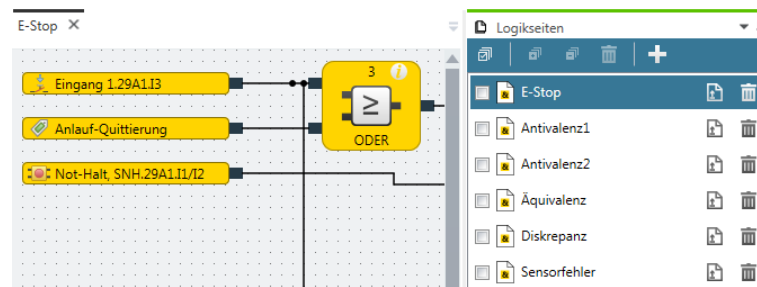 E-Stop
Logikseiten
Eingang 1.29A1.I3
3
E-Stop
≥
Anlauf-Quittierung
ODER
Antivalenz1
Not-Halt, SNH.29A1.I1/I2
Antivalenz2
Äquivalenz
Diskrepanz
Sensorfehler